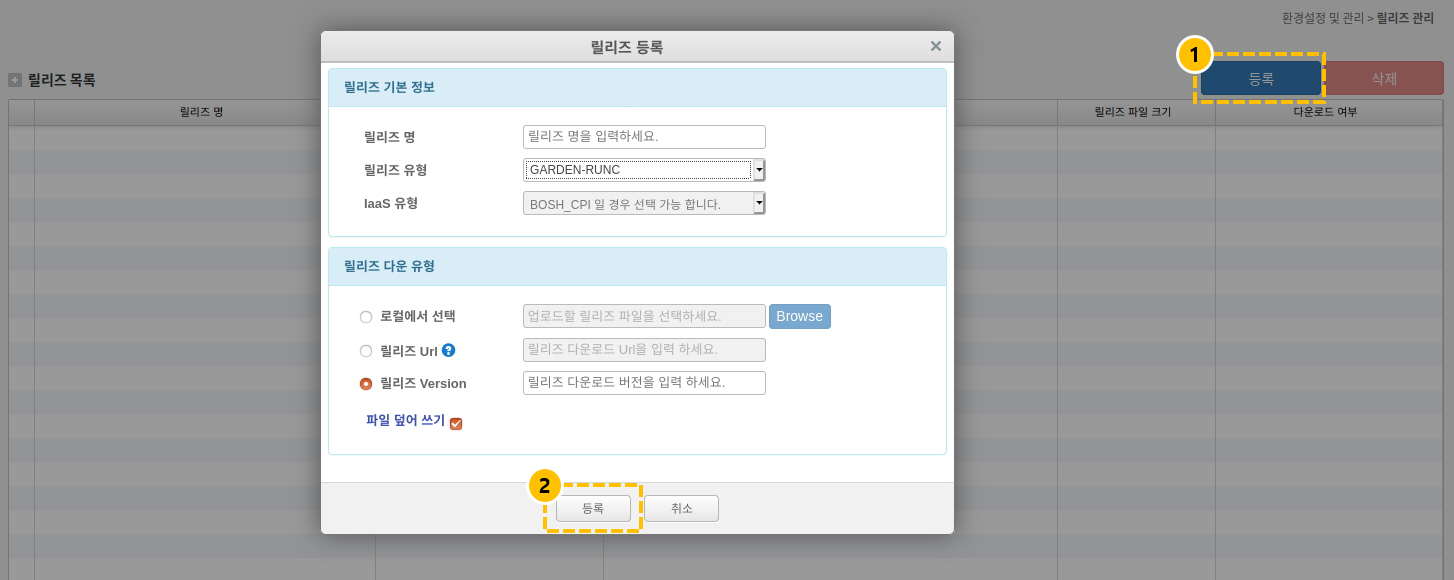 환경설정 및 관리 > 릴리즈 관리
릴리즈 목록
1
등록
삭제
릴리즈 명
릴리즈 파일 크기
다운로드 여부
릴리즈 등록
×
릴리즈 기본 정보
릴리즈 명
릴리즈 명을 입력하세요.
릴리즈 유형
GARDEN-RUNC
IaaS 유형
BOSH_CPI 일 경우 선택 가능 합니다.
릴리즈 다운 유형
로컬에서 선택
업로드할 릴리즈 파일을 선택하세요.
Browse
릴리즈 Url ?
릴리즈 다운로드 Url을 입력 하세요.
릴리즈 Version
릴리즈 다운로드 버전을 입력 하세요.
파일 덮어 쓰기
2
등록
취소